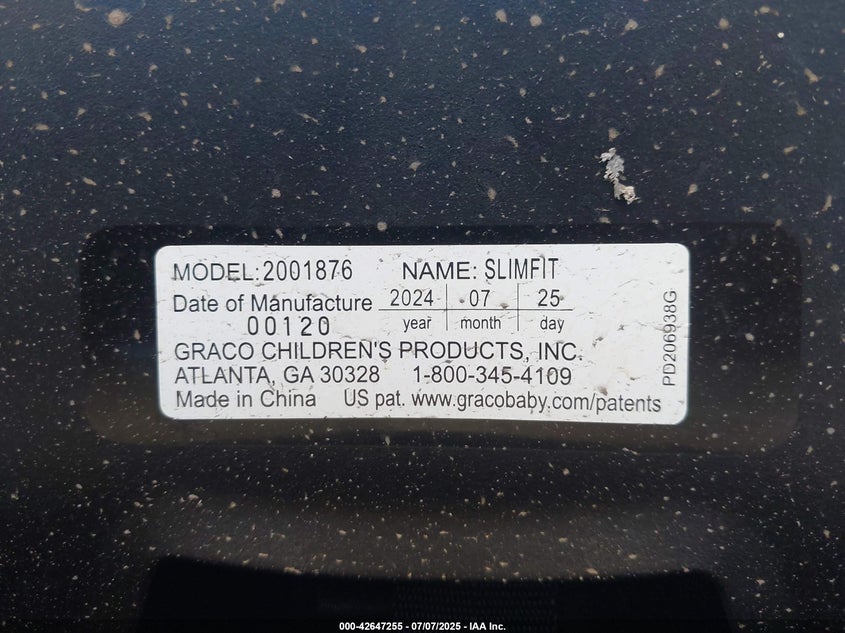 MODEL:2001876 NAME: SLIMFIT
Date of Manufacture 2024 07 25
00120 year month day
GRACO CHILDREN'S PRODUCTS, INC.
ATLANTA, GA 30328 1-800-345-4109
Made in China US pat. www.gracobaby.com/patents
PD206938G
000-42647255 - 07/07/2025 - IAA Inc.